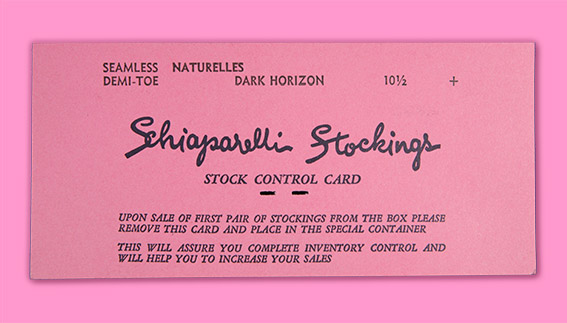 SEAMLESS NATURELLES
DEMI-TOE DARK HORIZON 10½ +
Schiaparelli Stockings
STOCK CONTROL CARD
UPON SALE OF FIRST PAIR OF STOCKINGS FROM THE BOX PLEASE
REMOVE THIS CARD AND PLACE IN THE SPECIAL CONTAINER
THIS WILL ASSURE YOU COMPLETE INVENTORY CONTROL AND
WILL HELP YOU TO INCREASE YOUR SALES